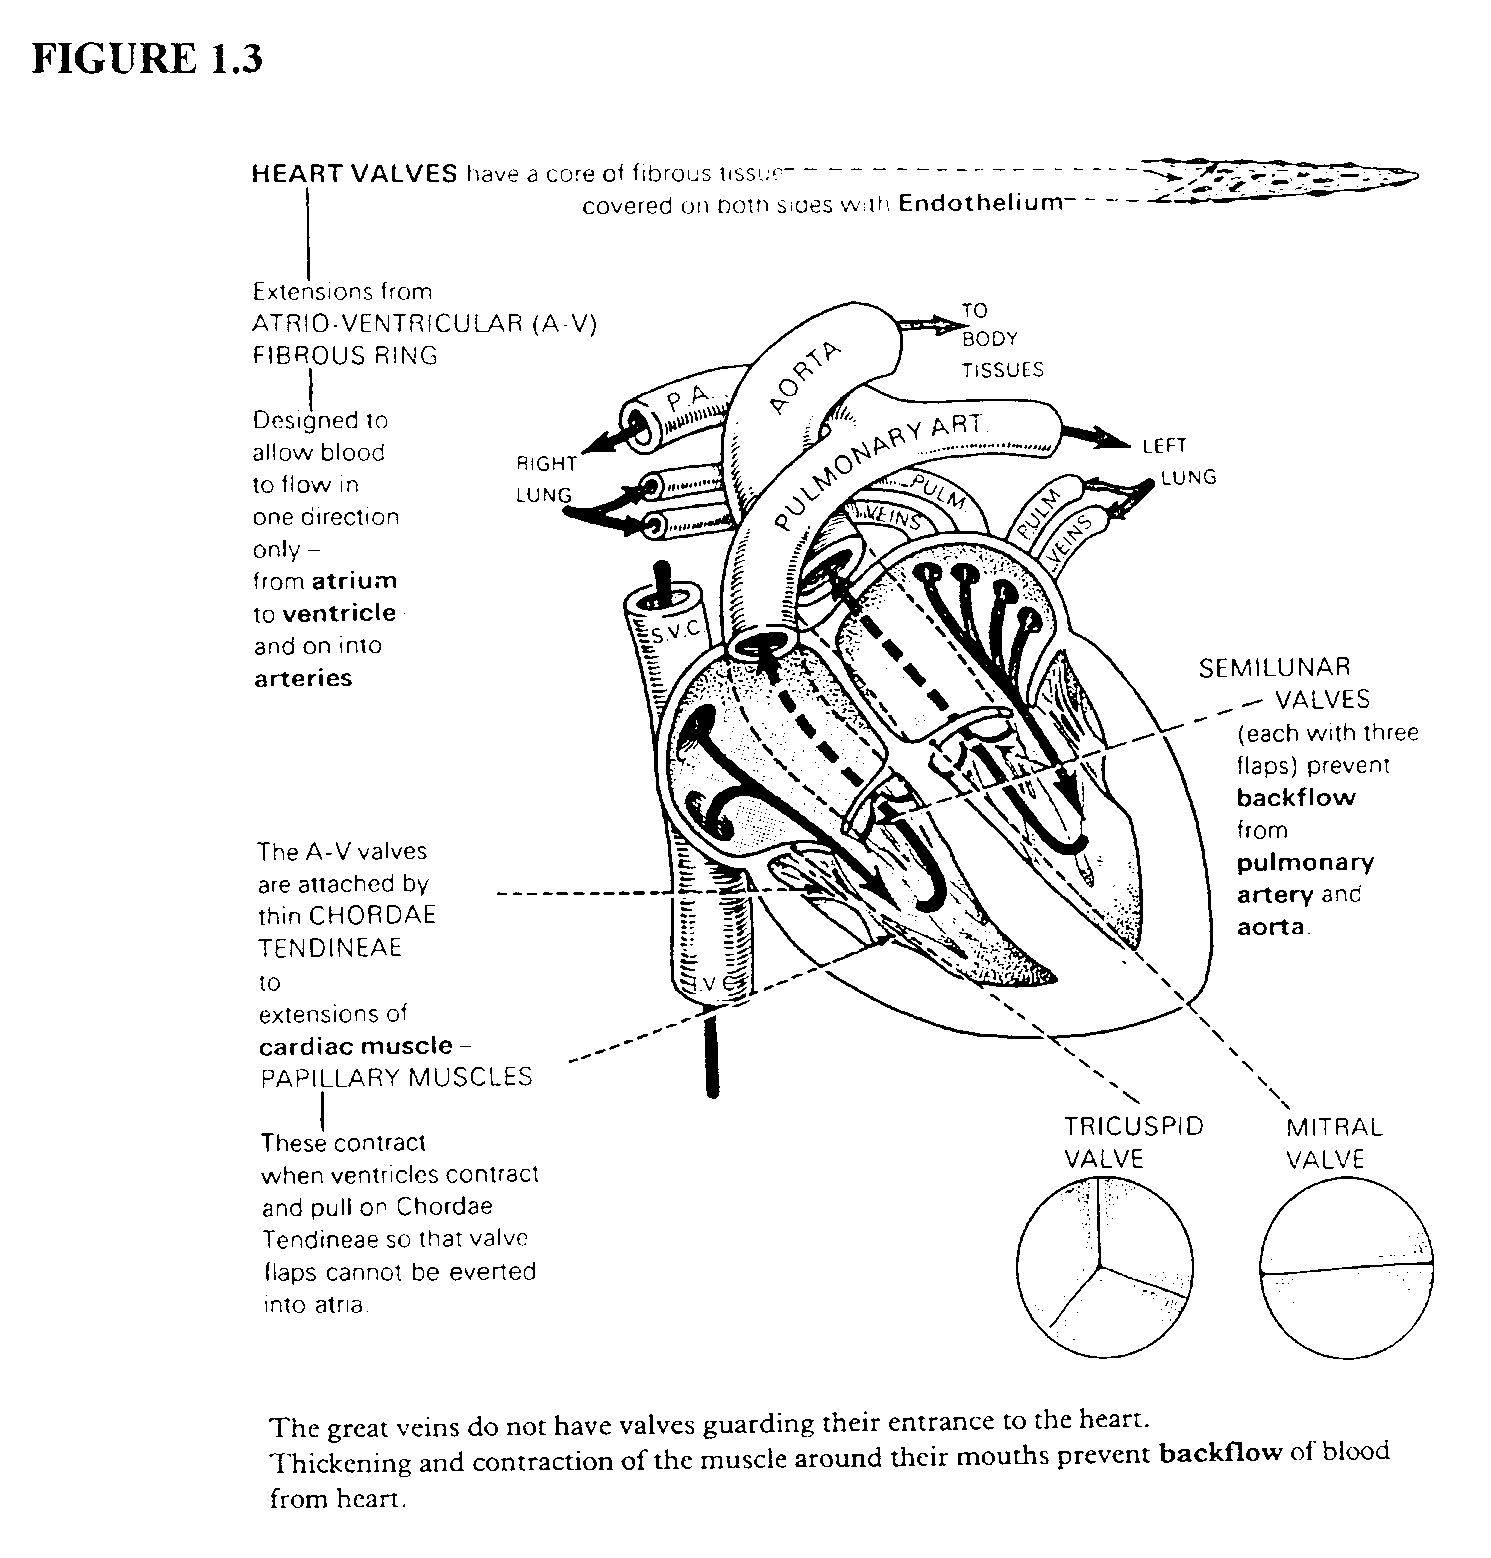 FIGURE 1.3
HEART VALVES have a core of fibrous tissue
covered on both sides with Endothelium
Extensions from
ATRIO-VENTRICULAR (A-V)
FIBROUS RING
Designed to
allow blood
to flow in
one direction
only –
from atrium
to ventricle
and on into
arteries
TO
BODY
TISSUES
AORTA
P.A.
PULMONARY ART.
RIGHT
LUNG
LEFT
LUNG
PULM.
VEINS
PULM
VEINS
S.V.C.
SEMILUNAR
VALVES
(each with three
flaps) prevent
backflow
from
pulmonary
artery and
aorta.
The A-V valves
are attached by
thin CHORDAE
TENDINEAE
to
extensions of
cardiac muscle –
PAPILLARY MUSCLES
I.V.C.
These contract
when ventricles contract
and pull on Chordae
Tendineae so that valve
flaps cannot be everted
into atria.
TRICUSPID
VALVE
MITRAL
VALVE
The great veins do not have valves guarding their entrance to the heart.
Thickening and contraction of the muscle around their mouths prevent backflow of blood
from heart.